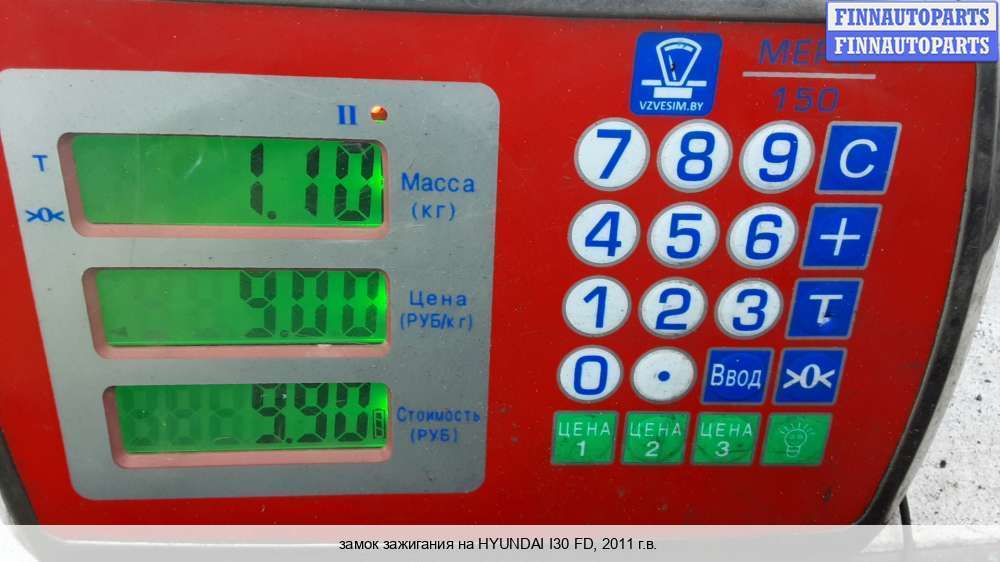 FINNAUTOPARTS
FINNAUTOPARTS
VZVESIM.BY
150
T
>0<
1.10
Масса
(кг)
9.00
Цена
(РУБ/кг)
9.90
Стоимость
(РУБ)
7 8 9 C
4 5 6 +
1 2 3 T
0 . Ввод >0<
ЦЕНА 1
ЦЕНА 2
ЦЕНА 3
замок зажигания на HYUNDAI I30 FD, 2011 г.в.